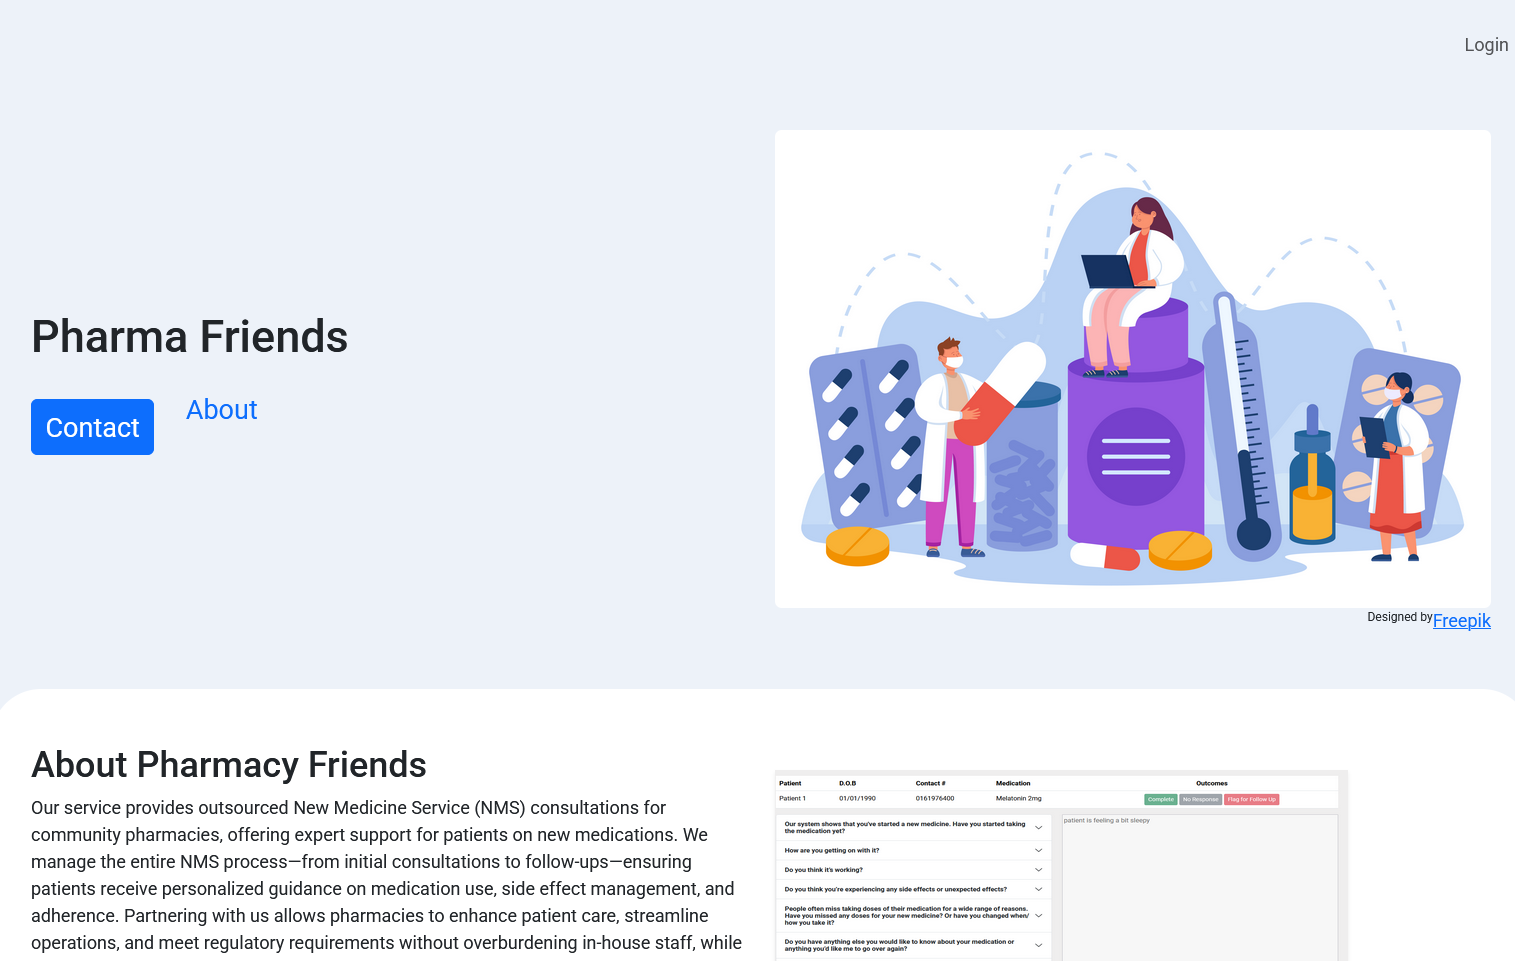 Login
Pharma Friends
Contact
About
Designed by Freepik
About Pharmacy Friends
Our service provides outsourced New Medicine Service (NMS) consultations for
community pharmacies, offering expert support for patients on new medications. We
manage the entire NMS process—from initial consultations to follow-ups—ensuring
patients receive personalized guidance on medication use, side effect management, and
adherence. Partnering with us allows pharmacies to enhance patient care, streamline
operations, and meet regulatory requirements without overburdening in-house staff, while
Patient D.O.B Contact # Medication Outcomes
Patient 1 01/01/1990 0161976400 Melatonin 2mg Complete No Response Flag for Follow Up
Our system shows that you've started a new medicine. Have you started taking
the medication yet?
patient is feeling a bit sleepy
How are you getting on with it?
Do you think it's working?
Do you think you're experiencing any side effects or unexpected effects?
People often miss taking doses of their medication for a wide range of reasons.
Have you missed any doses for your new medicine? Or have you changed when/
how you take it?
Do you have anything else you would like to know about your medication or
anything you'd like me to go over again?